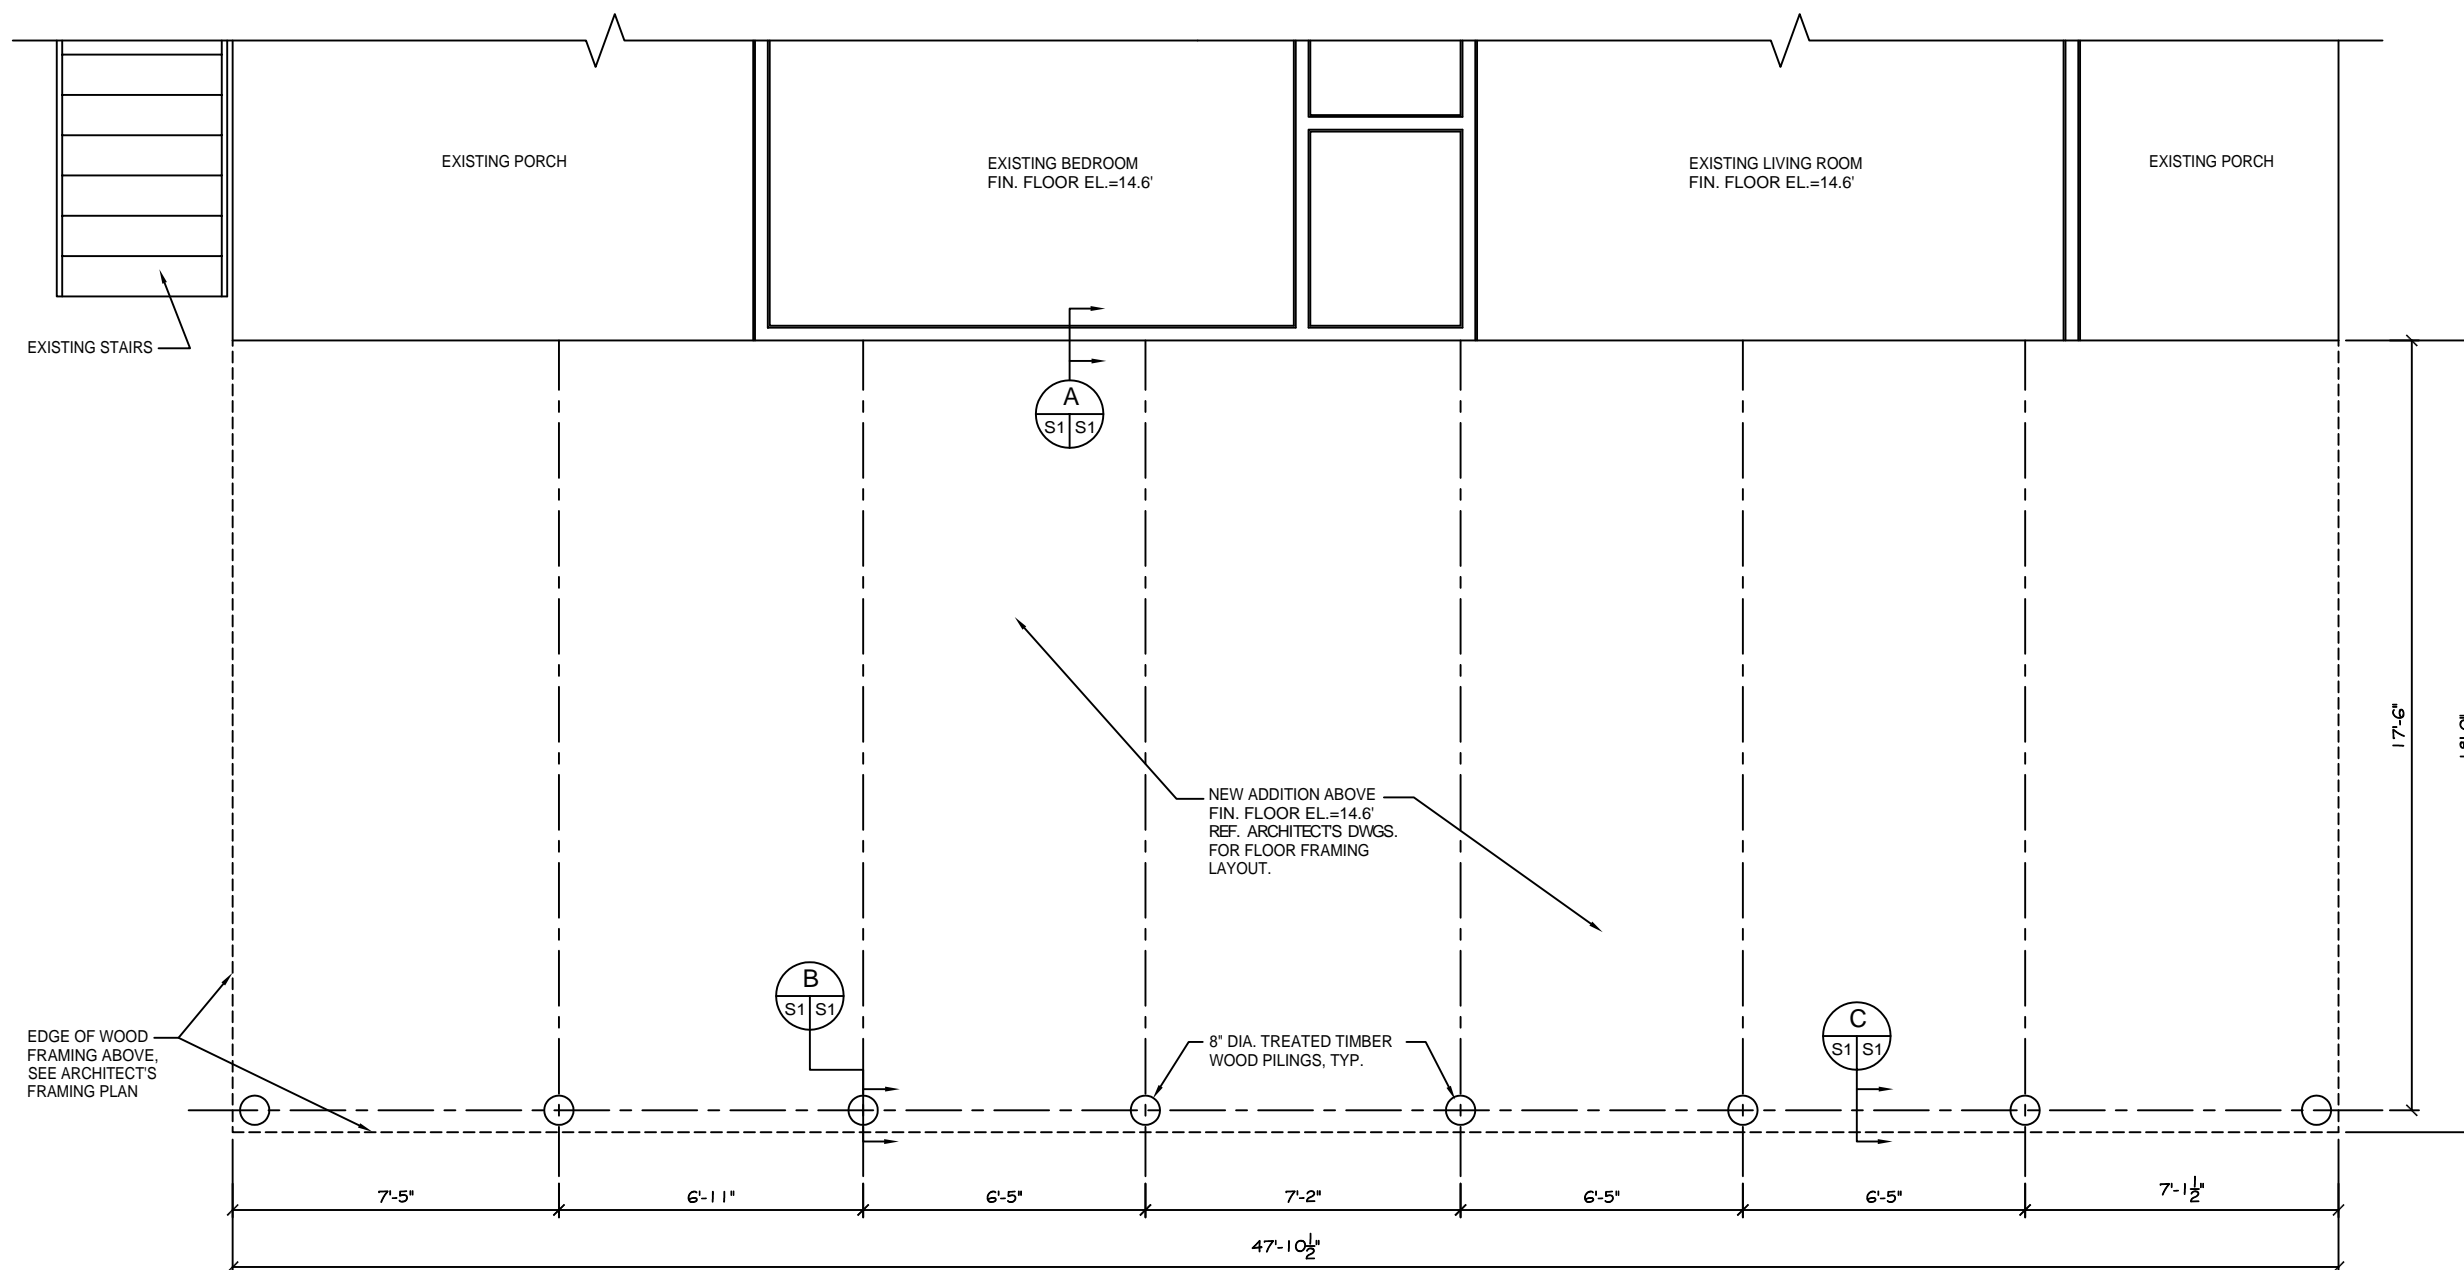 EXISTING PORCH
EXISTING BEDROOM
FIN. FLOOR EL.=14.6'
EXISTING LIVING ROOM
FIN. FLOOR EL.=14.6'
EXISTING PORCH
EXISTING STAIRS
A
S1 S1
17'-6"
NEW ADDITION ABOVE
FIN. FLOOR EL.=14.6'
REF. ARCHITECT'S DWGS.
FOR FLOOR FRAMING
LAYOUT.
B
S1 S1
C
S1 S1
EDGE OF WOOD
FRAMING ABOVE,
SEE ARCHITECT'S
FRAMING PLAN
8" DIA. TREATED TIMBER
WOOD PILINGS, TYP.
7'-5"
6'-11"
6'-5"
7'-2"
6'-5"
6'-5"
7'-1½"
47'-10½"